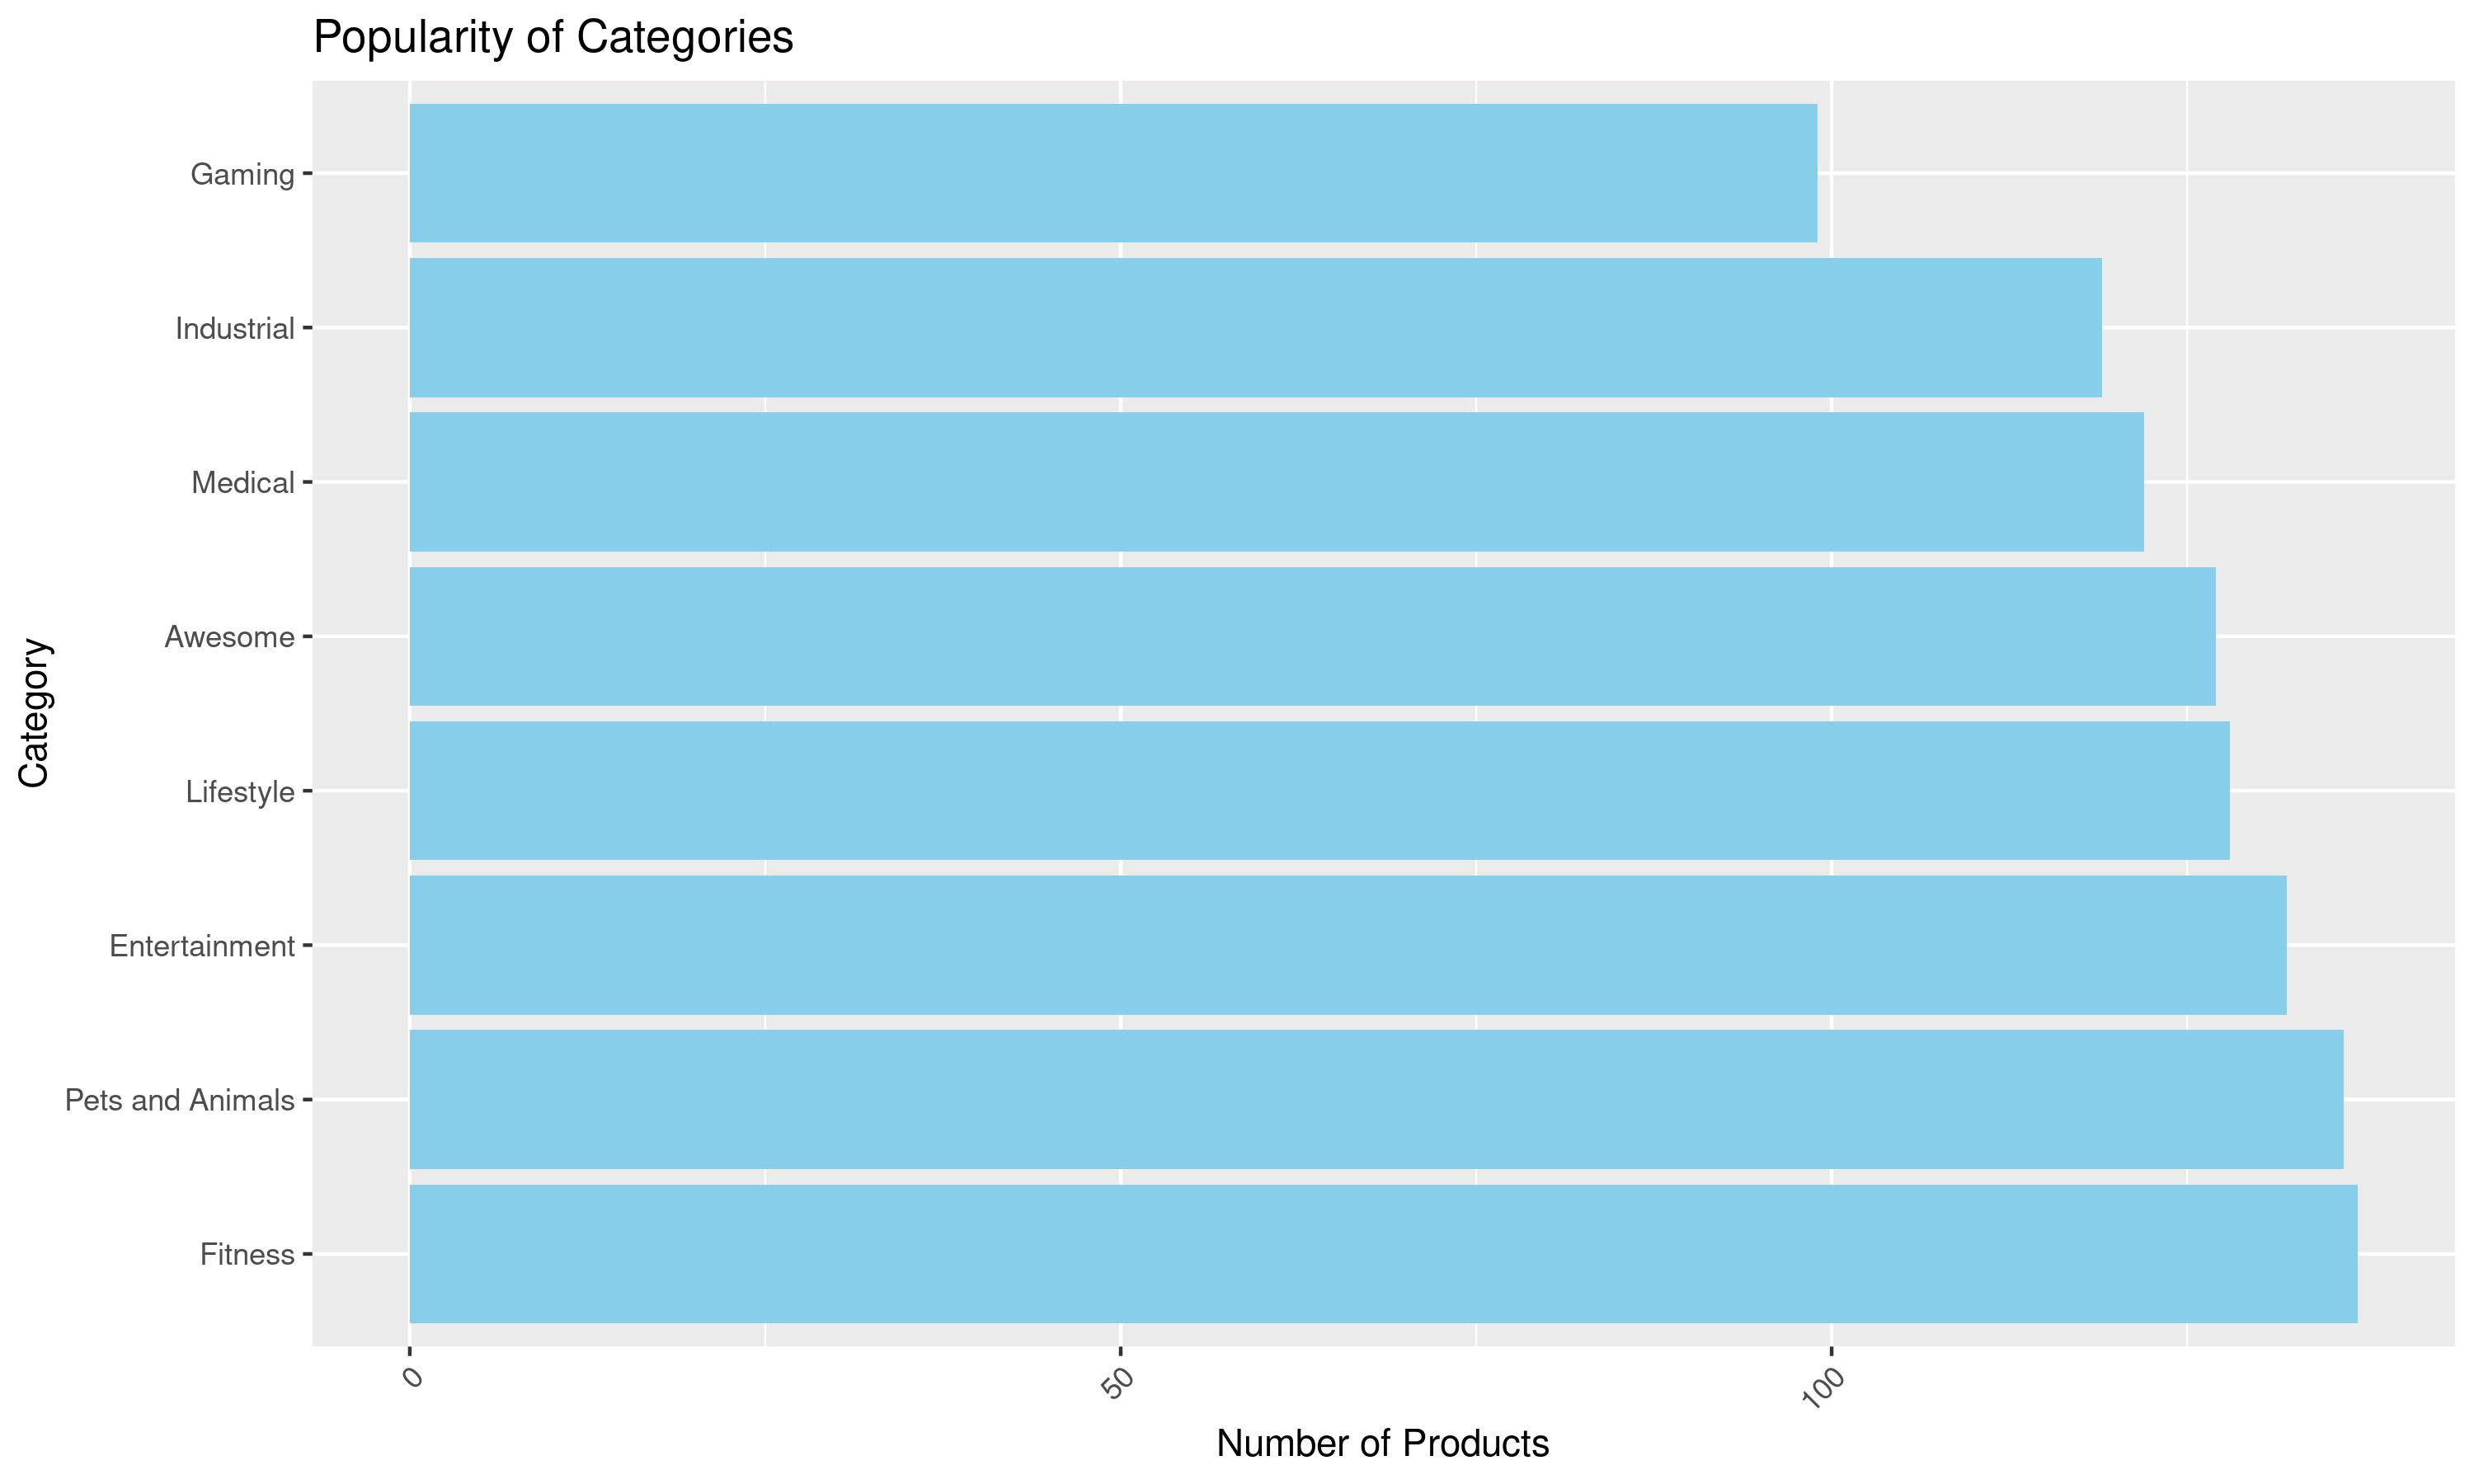 Popularity of Categories
Category
Gaming
Industrial
Medical
Awesome
Lifestyle
Entertainment
Pets and Animals
Fitness
0
50
100
Number of Products